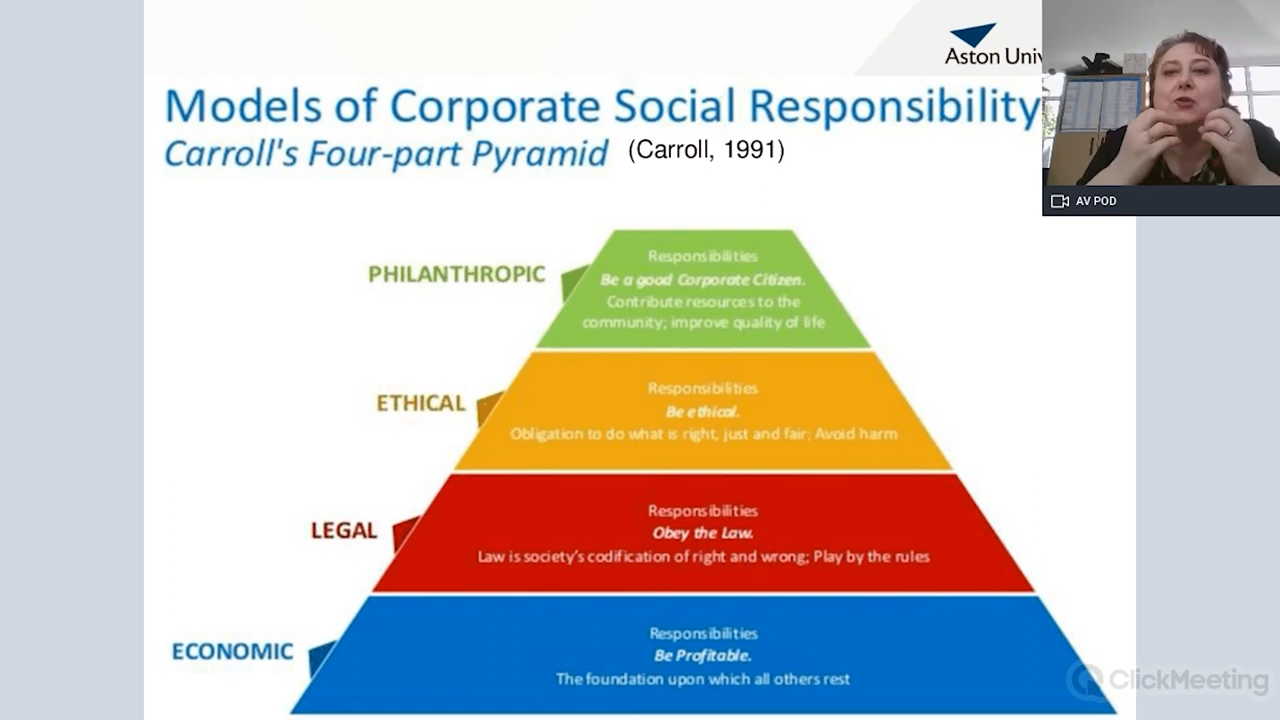 Aston Univ
Models of Corporate Social Responsibility
Carroll's Four-part Pyramid (Carroll, 1991)
AV POD
PHILANTHROPIC
Responsibilities
Be a good Corporate Citizen.
Contribute resources to the
community; improve quality of life
ETHICAL
Responsibilities
Be ethical.
Obligation to do what is right, just and fair; Avoid harm
LEGAL
Responsibilities
Obey the Law.
Law is society's codification of right and wrong; Play by the rules
ECONOMIC
Responsibilities
Be Profitable.
The foundation upon which all others rest
ClickMeeting